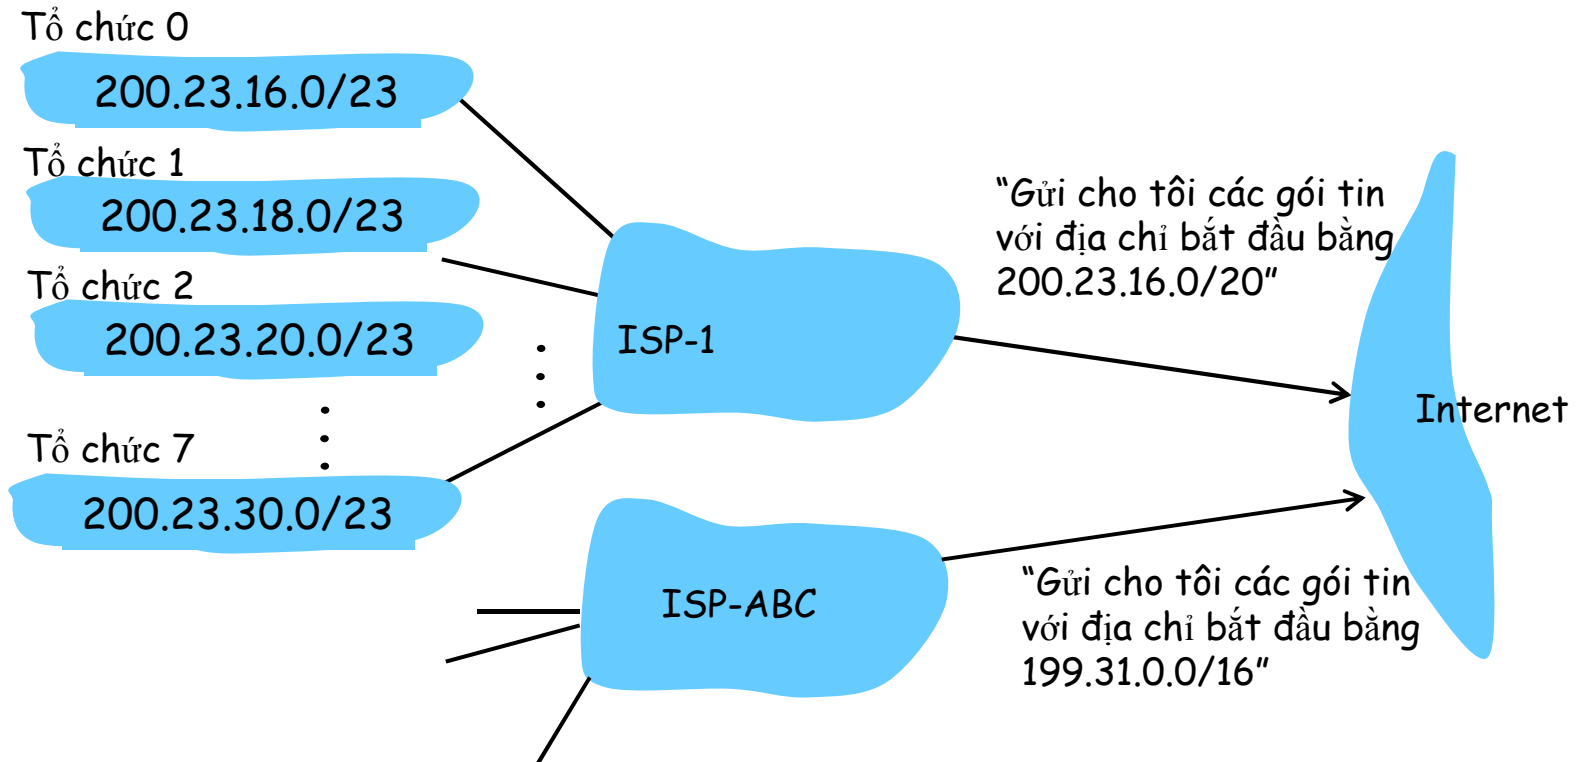 Tổ chức 0
200.23.16.0/23
Tổ chức 1
200.23.18.0/23
Tổ chức 2
200.23.20.0/23
Tổ chức 7
200.23.30.0/23
ISP-1
“Gửi cho tôi các gói tin
với địa chỉ bắt đầu bằng
200.23.16.0/20”
Internet
ISP-ABC
“Gửi cho tôi các gói tin
với địa chỉ bắt đầu bằng
199.31.0.0/16”